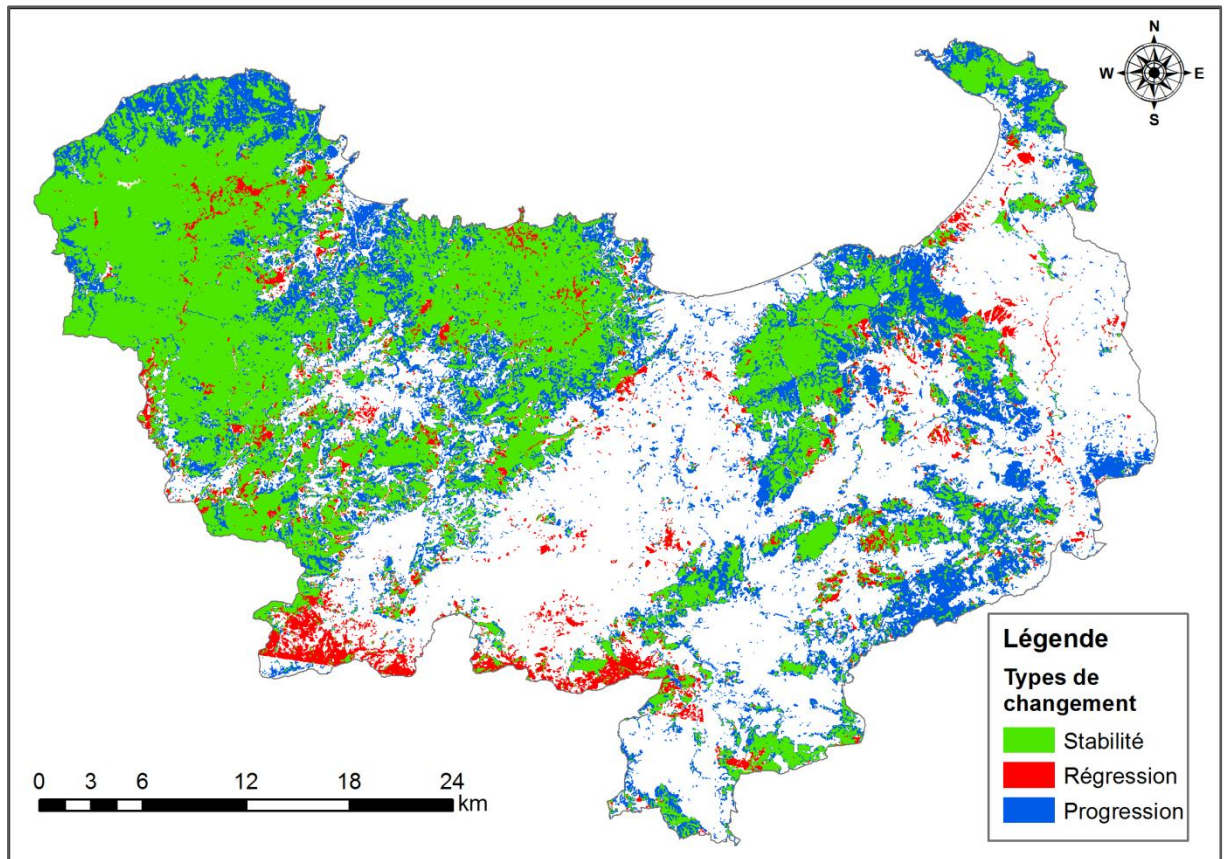 N
W E
S
Légende
Types de
changement
Stabilité
Régression
Progression
0 3 6 12 18 24
km